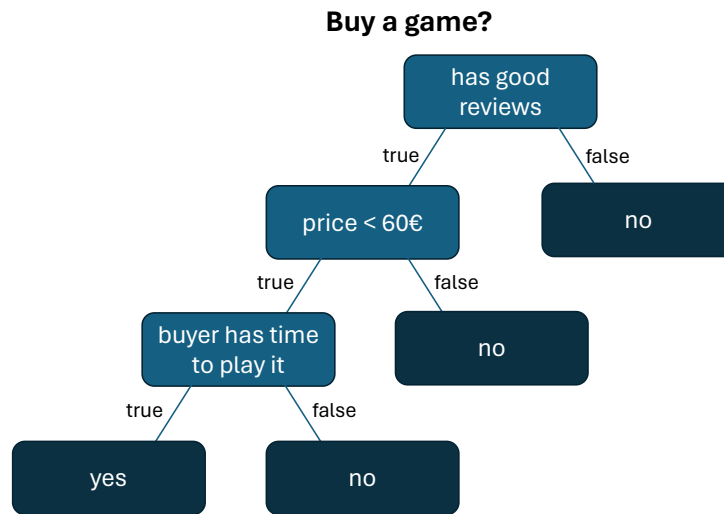 Buy a game?
has good
reviews
true
false
price < 60€
no
true
false
buyer has time
to play it
no
true
false
yes
no